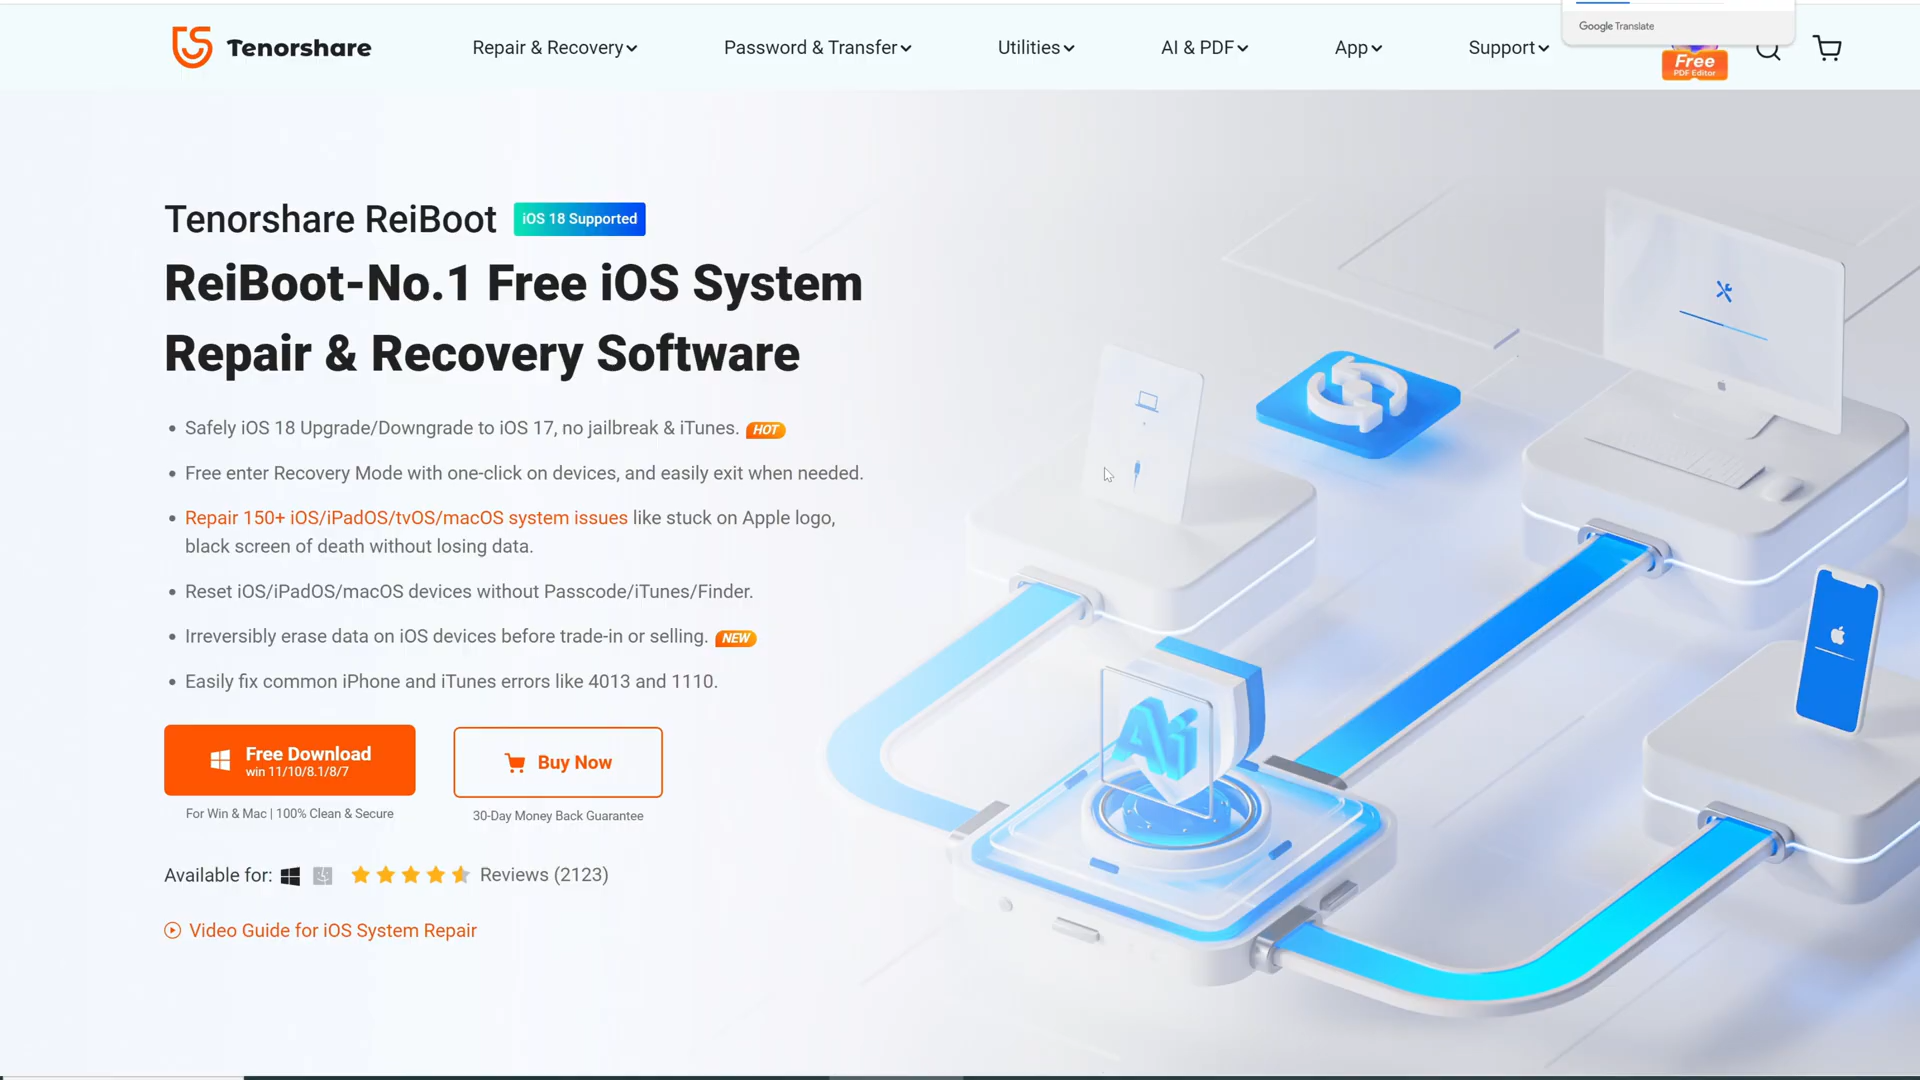 Google Translate
Tenorshare
Repair & Recovery
Password & Transfer
Utilities
AI & PDF
App
Support
Free
PDF Editor
Tenorshare ReiBoot
iOS 18 Supported
ReiBoot-No.1 Free iOS System
Repair & Recovery Software
Safely iOS 18 Upgrade/Downgrade to iOS 17, no jailbreak & iTunes. HOT
Free enter Recovery Mode with one-click on devices, and easily exit when needed.
Repair 150+ iOS/iPadOS/tvOS/macOS system issues like stuck on Apple logo,
black screen of death without losing data.
Reset iOS/iPadOS/macOS devices without Passcode/iTunes/Finder.
Irreversibly erase data on iOS devices before trade-in or selling. NEW
Easily fix common iPhone and iTunes errors like 4013 and 1110.
Free Download
win 11/10/8.1/8/7
Buy Now
For Win & Mac | 100% Clean & Secure
30-Day Money Back Guarantee
Available for:
Reviews (2123)
Video Guide for iOS System Repair
Ai